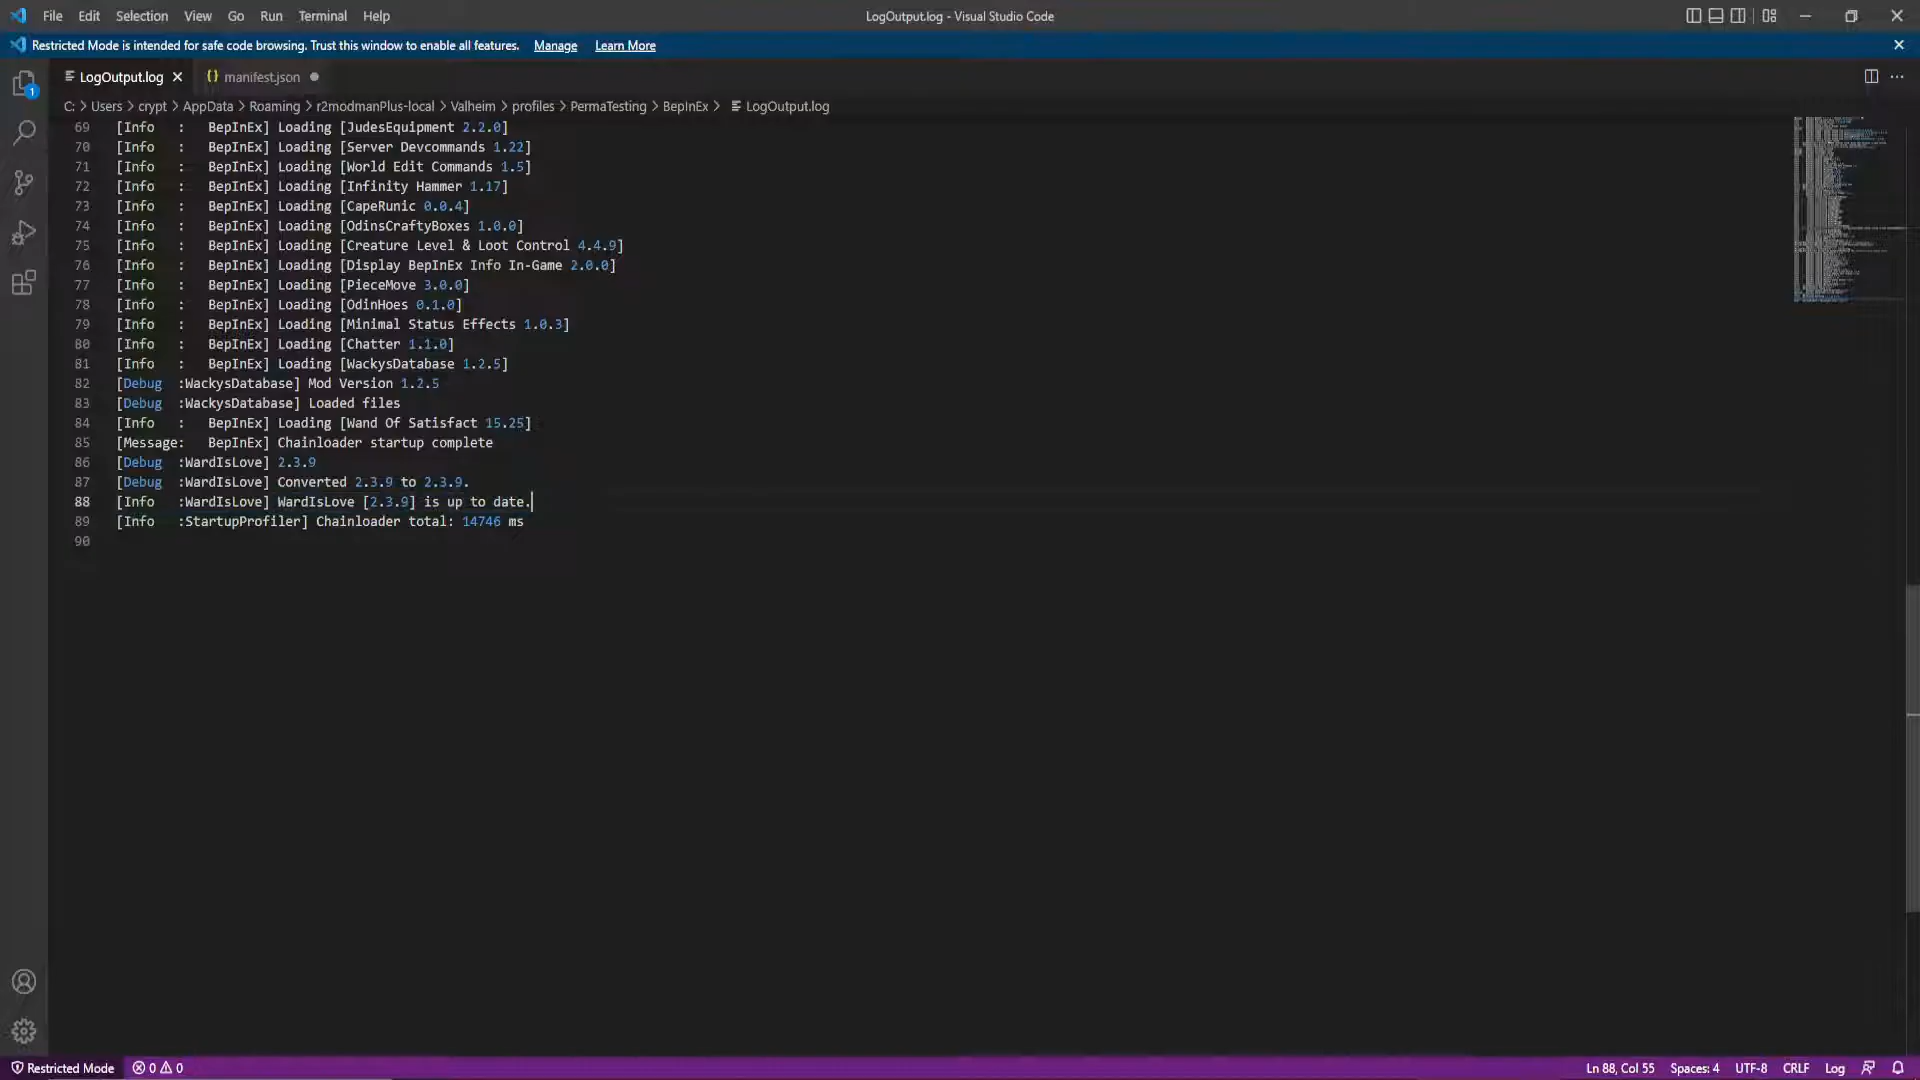 File Edit Selection View Go Run Terminal Help
LogOutput.log - Visual Studio Code
Restricted Mode is intended for safe code browsing. Trust this window to enable all features. Manage Learn More
LogOutput.log
{} manifest.json
C: > Users > crypt > AppData > Roaming > r2modmanPlus-local > Valheim > profiles > PermaTesting > BepInEx > LogOutput.log
69 [Info   :   BepInEx] Loading [JudesEquipment 2.2.0]
70 [Info   :   BepInEx] Loading [Server Devcommands 1.22]
71 [Info   :   BepInEx] Loading [World Edit Commands 1.5]
72 [Info   :   BepInEx] Loading [Infinity Hammer 1.17]
73 [Info   :   BepInEx] Loading [CapeRunic 0.0.4]
74 [Info   :   BepInEx] Loading [OdinsCraftyBoxes 1.0.0]
75 [Info   :   BepInEx] Loading [Creature Level & Loot Control 4.4.9]
76 [Info   :   BepInEx] Loading [Display BepInEx Info In-Game 2.0.0]
77 [Info   :   BepInEx] Loading [PieceMove 3.0.0]
78 [Info   :   BepInEx] Loading [OdinHoes 0.1.0]
79 [Info   :   BepInEx] Loading [Minimal Status Effects 1.0.3]
80 [Info   :   BepInEx] Loading [Chatter 1.1.0]
81 [Info   :   BepInEx] Loading [WackysDatabase 1.2.5]
82 [Debug  :WackysDatabase] Mod Version 1.2.5
83 [Debug  :WackysDatabase] Loaded files
84 [Info   :   BepInEx] Loading [Wand Of Satisfact 15.25]
85 [Message:   BepInEx] Chainloader startup complete
86 [Debug  :WardIsLove] 2.3.9
87 [Debug  :WardIsLove] Converted 2.3.9 to 2.3.9.
88 [Info   :WardIsLove] WardIsLove [2.3.9] is up to date.
89 [Info   :StartupProfiler] Chainloader total: 14746 ms
90
1
Restricted Mode 0 0
Ln 88, Col 55 Spaces: 4 UTF-8 CRLF Log